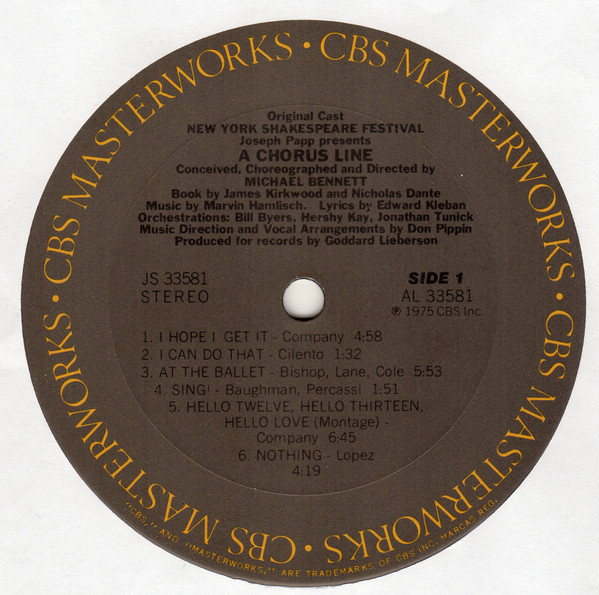 CBS MASTERWORKS • CBS MASTERWORKS • CBS MASTERWORKS • CBS MASTERWORKS • CBS MASTERWORKS •
Original Cast
NEW YORK SHAKESPEARE FESTIVAL
Joseph Papp presents
A CHORUS LINE
Conceived, Choreographed and Directed by
MICHAEL BENNETT
Book by James Kirkwood and Nicholas Dante
Music by Marvin Hamlisch. Lyrics by Edward Kleban
Orchestrations: Bill Byers, Hershy Kay, Jonathan Tunick
Music Direction and Vocal Arrangements by Don Pippin
Produced for records by Goddard Lieberson
JS 33581 SIDE 1
STEREO AL 33581
℗ 1975 CBS Inc.
1. I HOPE I GET IT - Company 4:58
2. I CAN DO THAT - Cilento 1:32
3. AT THE BALLET - Bishop, Lane, Cole 5:53
4. SING! - Baughman, Percassi 1:51
5. HELLO TWELVE, HELLO THIRTEEN,
HELLO LOVE (Montage) -
Company 6:45
6. NOTHING - Lopez
4:19
"CBS," AND "MASTERWORKS," ARE TRADEMARKS OF CBS INC. MARCAS REG.